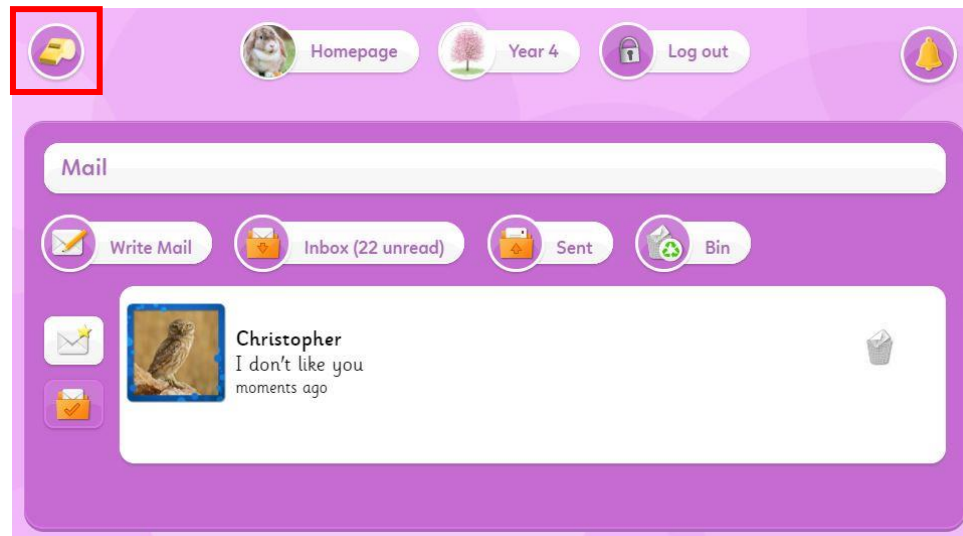 Homepage
Year 4
Log out
Mail
Write Mail
Inbox (22 unread)
Sent
Bin
Christopher
I don't like you
moments ago